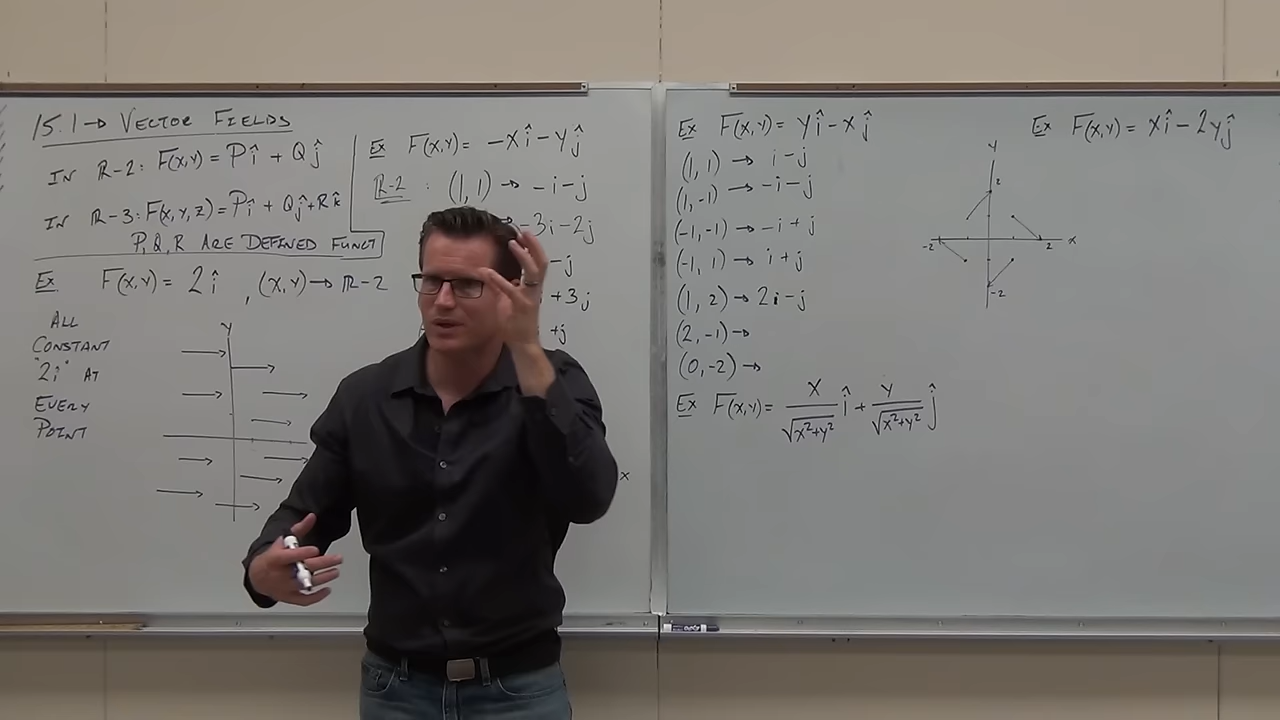 15.1→ VECTOR FIELDS
IN R-2: F(x,y) = Pî + Qĵ
IN R-3: F(x,y,z) = Pî + Qĵ + Rk̂
P, Q, R ARE DEFINED FUNCT
Ex F(x,y) = 2î , (x,y) → R-2
ALL
CONSTANT
"2i" AT
EVERY
POINT
Y
Ex F(x,y) = -xî - yĵ
R-2 : (1, 1) → -i - j
→ -3i - 2j
- j
+ 3j
+ j
x
Ex F(x,y) = yî - xĵ
(1, 1) → i - j
(1, -1) → -i - j
(-1, -1) → -i + j
(-1, 1) → i + j
(1, 2) → 2i - j
(2, -1) →
(0, -2) →
Y
2
-2
2
x
-2
Ex F(x,y) = x/√x²+y² î + y/√x²+y² ĵ
Ex F(x,y) = xî - 2yĵ